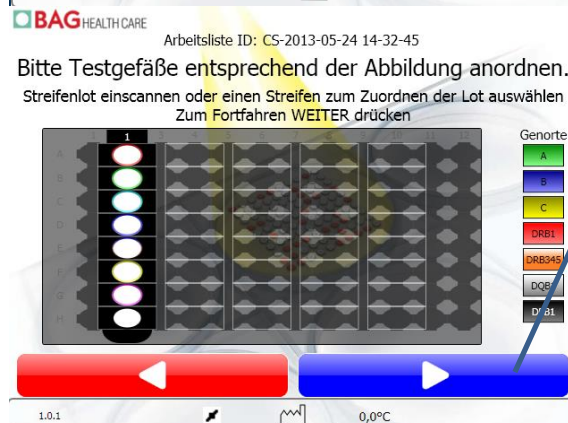 BAG HEALTH CARE
Arbeitsliste ID: CS-2013-05-24 14-32-45
Bitte Testgefäße entsprechend der Abbildung anordnen.
Streifenlot einscannen oder einen Streifen zum Zuordnen der Lot auswählen
Zum Fortfahren WEITER drücken
Genorte
1 1 2 3 4 5 6 7 8 9 10 11 12
A
B
C
D
E
F
G
H
A
B
C
DRB1
DRB345
1.0.1 0,0°C